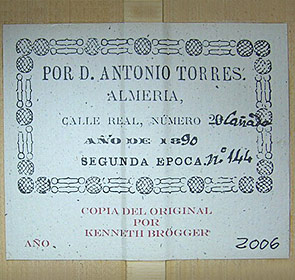 POR D. ANTONIO TORRES.
ALMERIA,
CALLE REAL, NÚMERO 20 Cañada
AÑO DE 1890
SEGUNDA EPOCA. Nº 144
COPIA DEL ORIGINAL
POR
KENNETH BRÖGGER
AÑO 2006